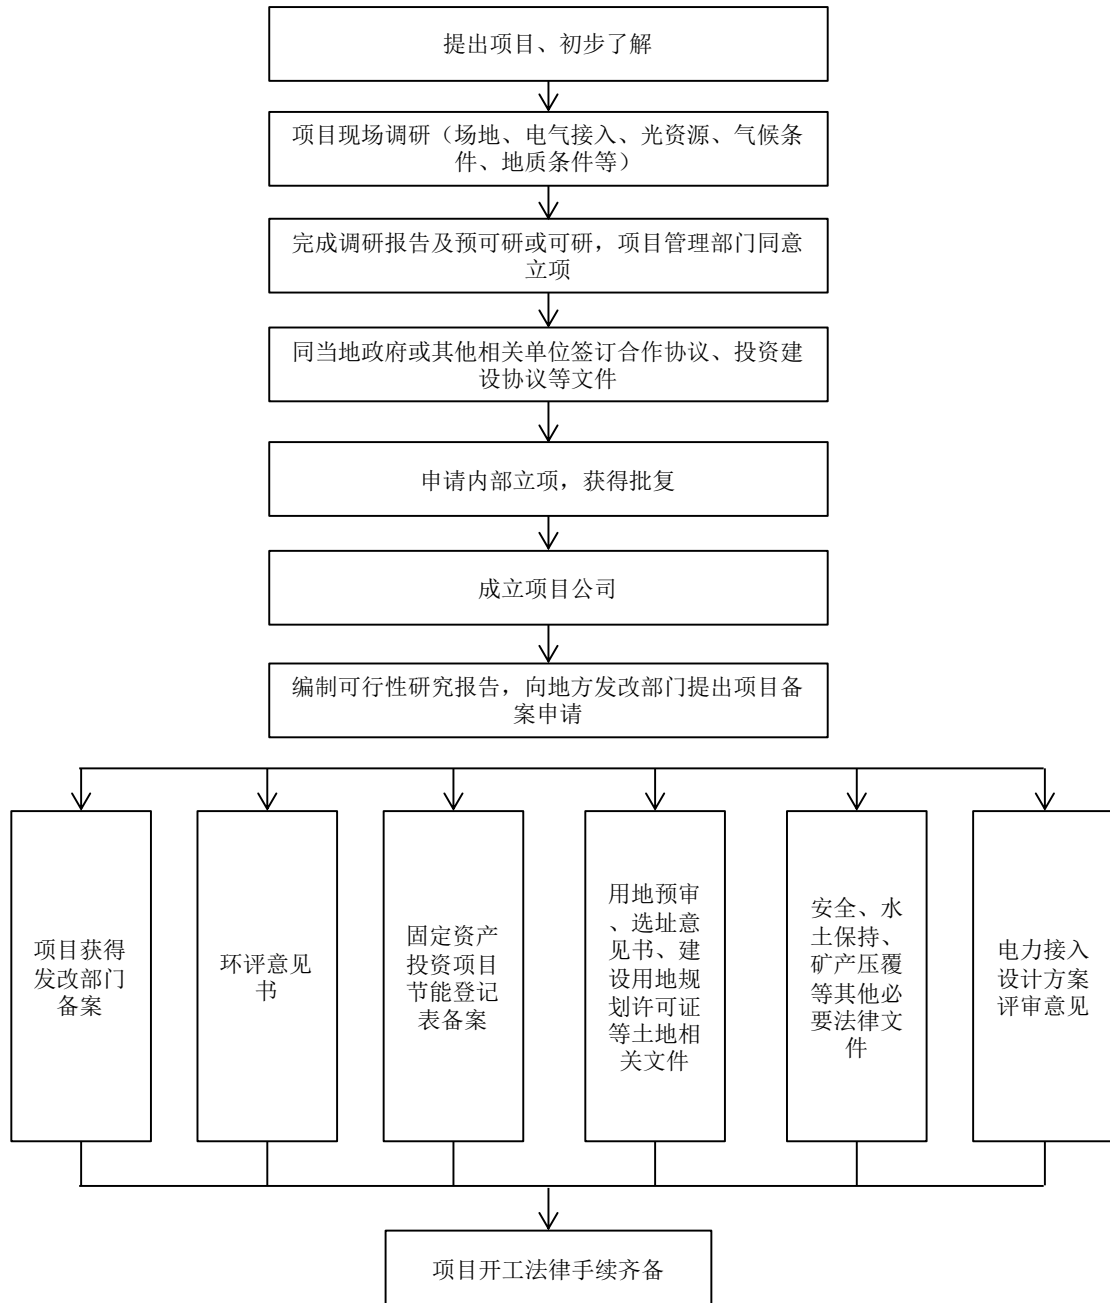 提出项目、初步了解
项目现场调研（场地、电气接入、光资源、气候条
件、地质条件等）
完成调研报告及预可研或可研，项目管理部门同意
立项
同当地政府或其他相关单位签订合作协议、投资建
设协议等文件
申请内部立项，获得批复
成立项目公司
编制可行性研究报告，向地方发改部门提出项目备
案申请
项目获得
发改部门
备案
环评意见
书
固定资产
投资项目
节能登记
表备案
用地预审
、选址意
见书、建
设用地规
划许可证
等土地相
关文件
安全、水
土保持、
矿产压覆
等其他必
要法律文
件
电力接入
设计方案
评审意见
项目开工法律手续齐备